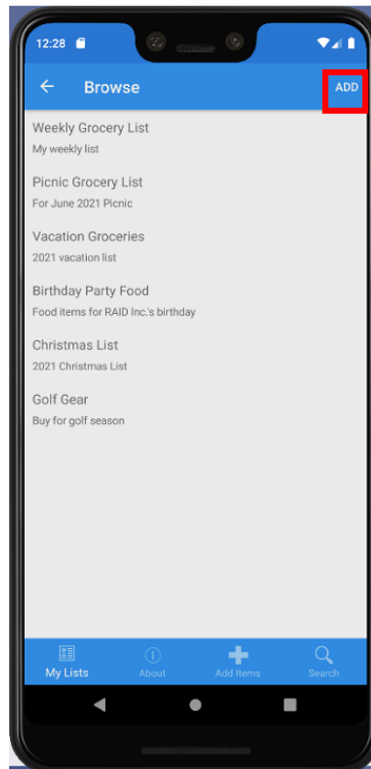 12:28
Browse
ADD
Weekly Grocery List
My weekly list
Picnic Grocery List
For June 2021 Picnic
Vacation Groceries
2021 vacation list
Birthday Party Food
Food items for RAID Inc.'s birthday
Christmas List
2021 Christmas List
Golf Gear
Buy for golf season
My Lists About Add Items Search